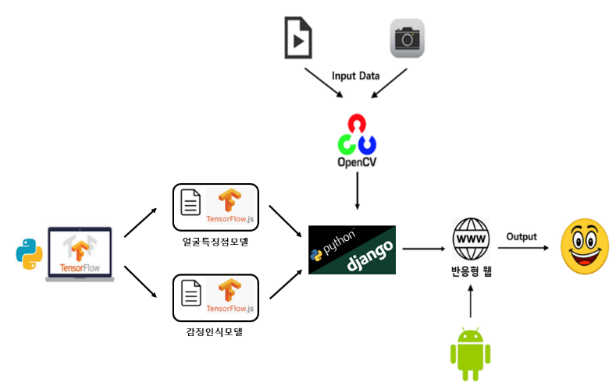 Input Data
OpenCV
TensorFlow.js
얼굴특징점모델
TensorFlow
python
django
WWW
Output
반응형 웹
TensorFlow.js
감정인식모델